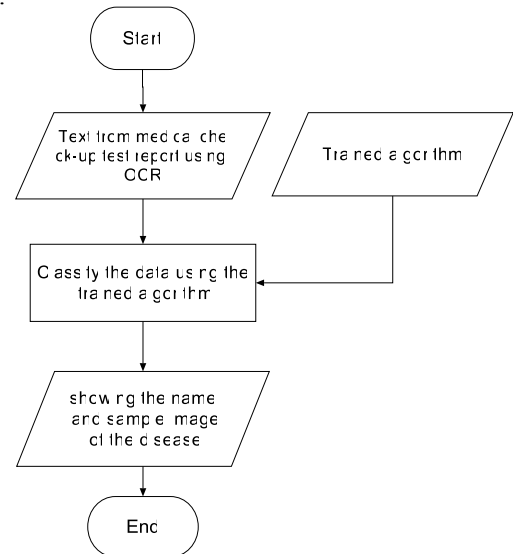 Start
Text from medical che
ck-up test report using
OCR
Trained algorithm
Classify the data using the
trained algorithm
showing the name
and sample image
of the disease
End